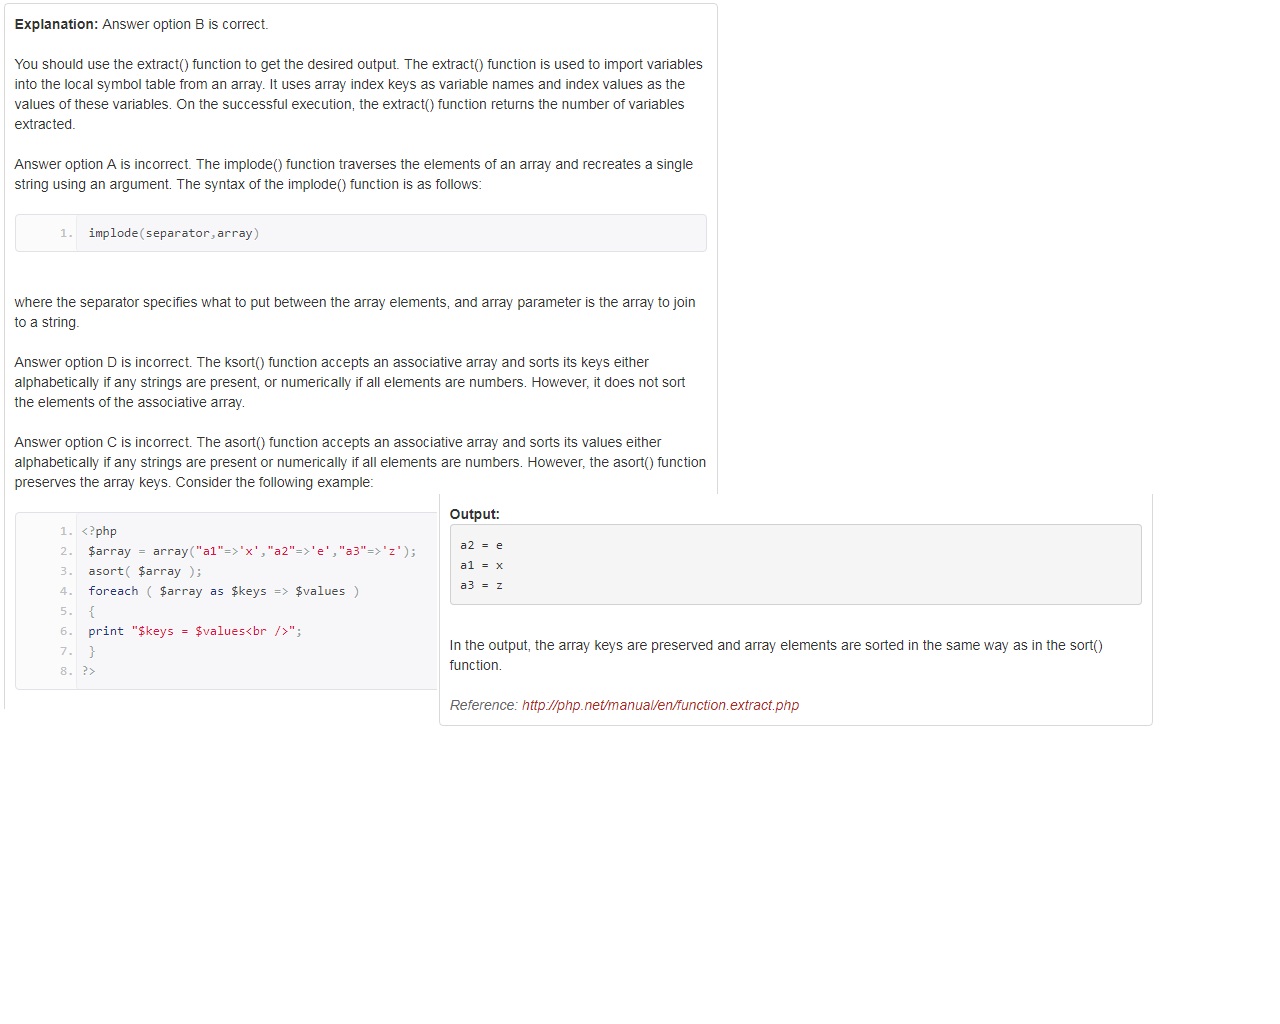 Explanation: Answer option B is correct.
You should use the extract() function to get the desired output. The extract() function is used to import variables
into the local symbol table from an array. It uses array index keys as variable names and index values as the
values of these variables. On the successful execution, the extract() function returns the number of variables
extracted.
Answer option A is incorrect. The implode() function traverses the elements of an array and recreates a single
string using an argument. The syntax of the implode() function is as follows:
1. implode(separator,array)
where the separator specifies what to put between the array elements, and array parameter is the array to join
to a string.
Answer option D is incorrect. The ksort() function accepts an associative array and sorts its keys either
alphabetically if any strings are present, or numerically if all elements are numbers. However, it does not sort
the elements of the associative array.
Answer option C is incorrect. The asort() function accepts an associative array and sorts its values either
alphabetically if any strings are present or numerically if all elements are numbers. However, the asort() function
preserves the array keys. Consider the following example:
1. <?php
2. $array = array("a1"=>'x',"a2"=>'e',"a3"=>'z');
3. asort( $array );
4. foreach ( $array as $keys => $values )
5. {
6. print "$keys = $values<br />";
7. }
8. ?>
Output:
a2 = e
a1 = x
a3 = z
In the output, the array keys are preserved and array elements are sorted in the same way as in the sort()
function.
Reference: http://php.net/manual/en/function.extract.php